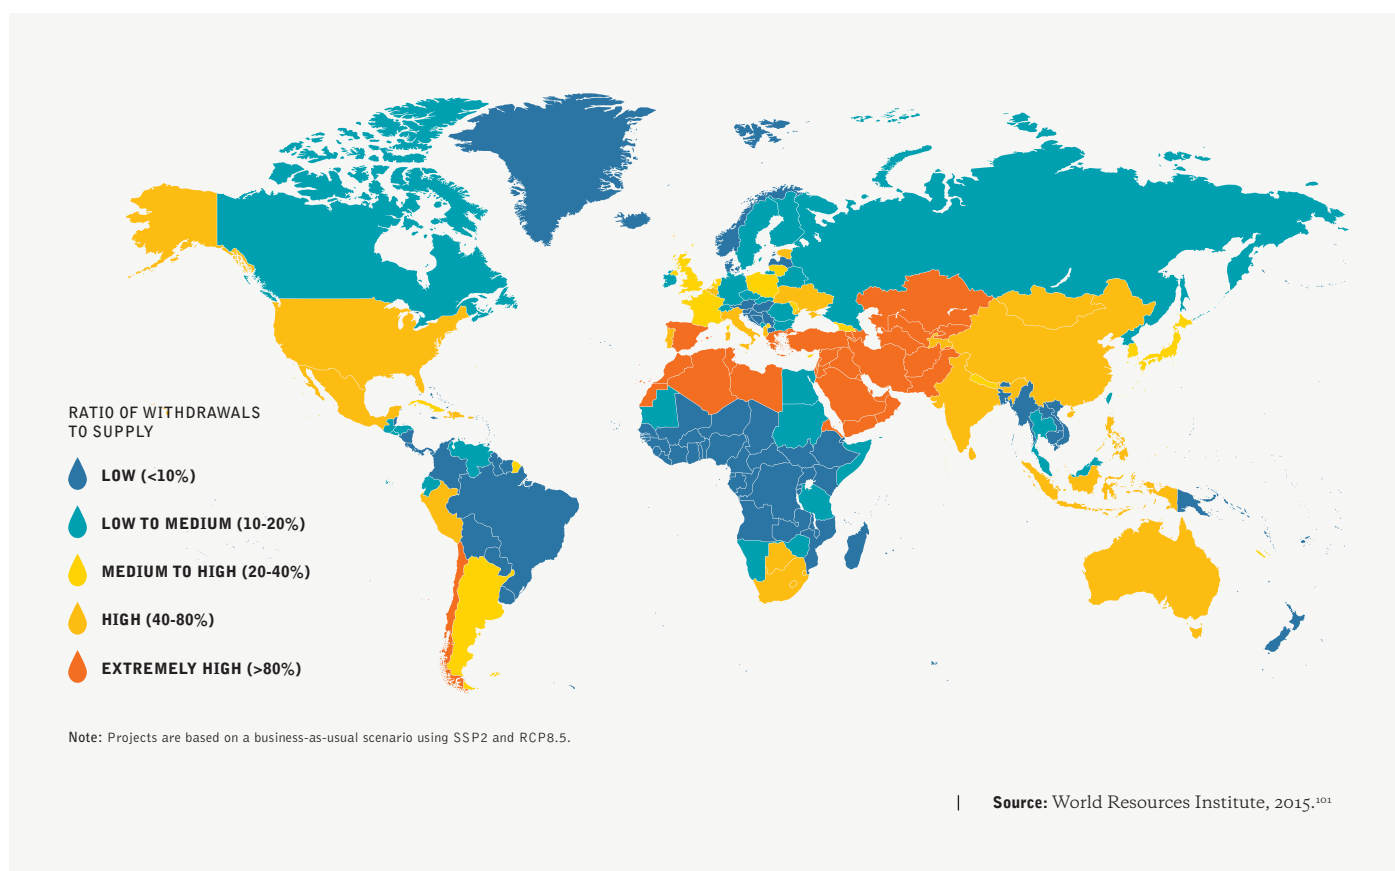 RATIO OF WITHDRAWALS
TO SUPPLY
LOW (<10%)
LOW TO MEDIUM (10-20%)
MEDIUM TO HIGH (20-40%)
HIGH (40-80%)
EXTREMELY HIGH (>80%)
Note: Projects are based on a business-as-usual scenario using SSP2 and RCP8.5.
| Source: World Resources Institute, 2015.¹⁰¹